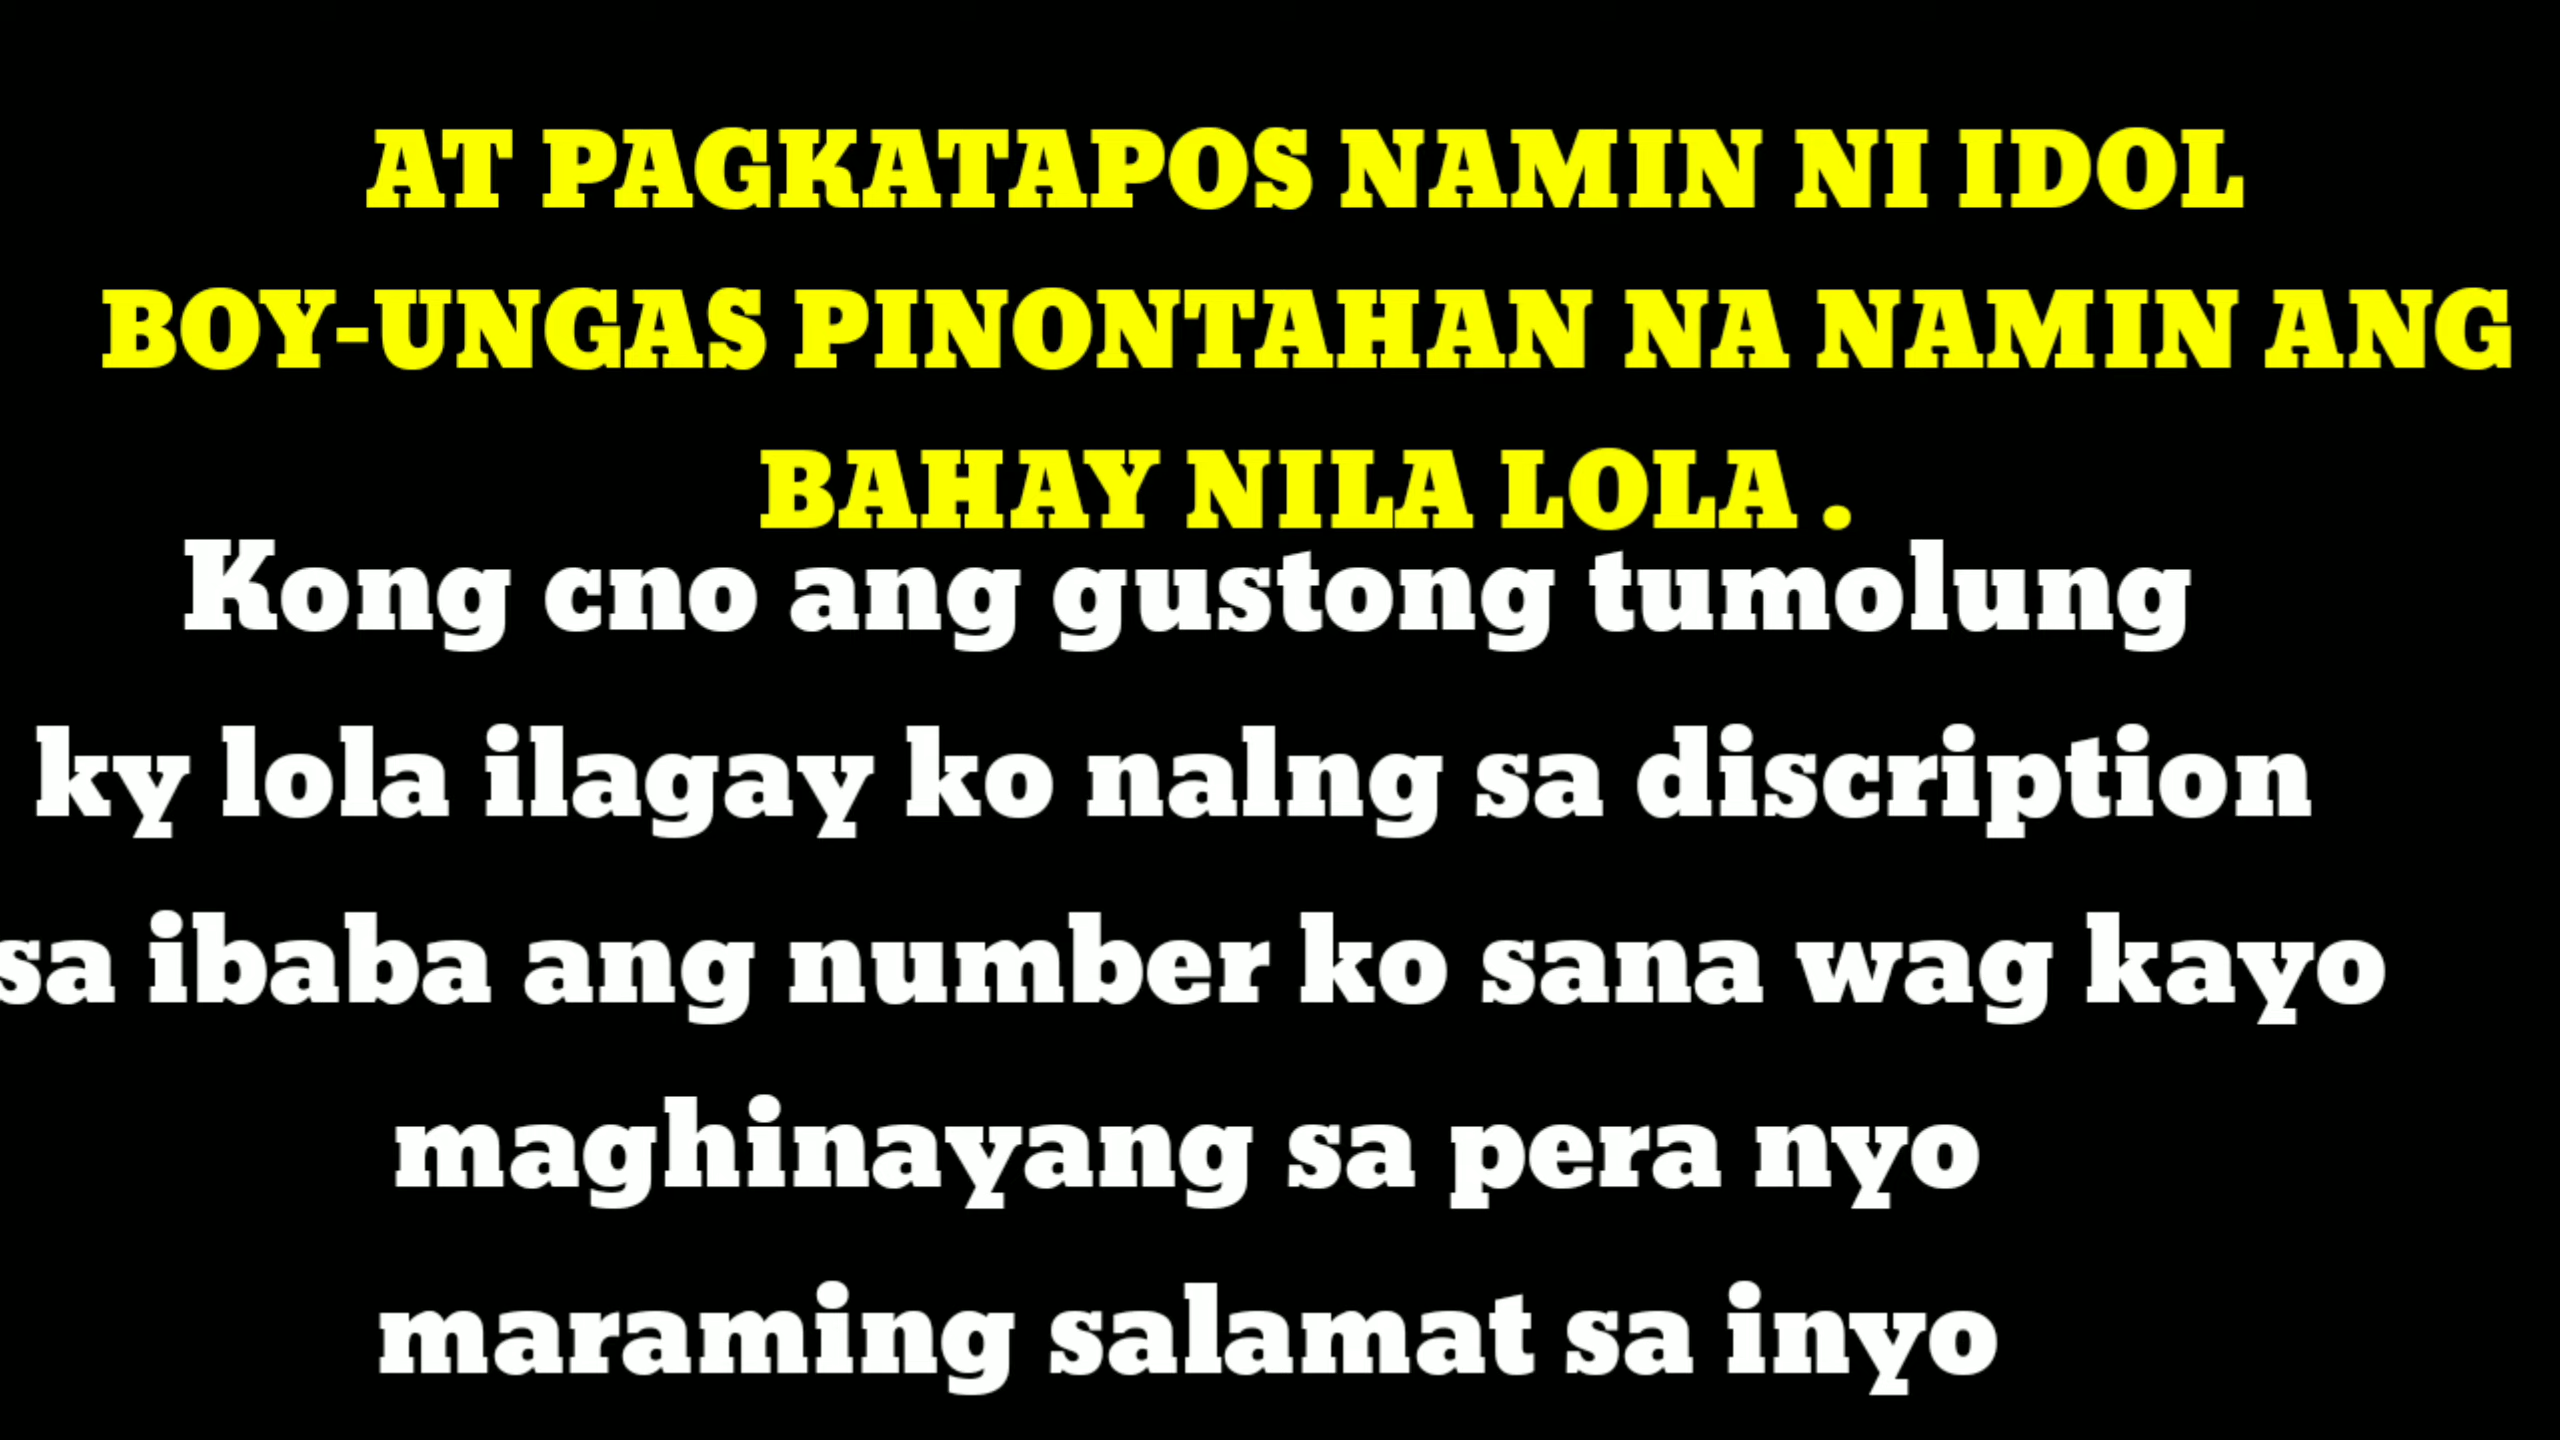 AT PAGKATAPOS NAMIN NI IDOL
BOY-UNGAS PINONTAHAN NA NAMIN ANG
BAHAY NILA LOLA .
Kong cno ang gustong tumolung
ky lola ilagay ko nalng sa discription
sa ibaba ang number ko sana wag kayo
maghinayang sa pera nyo
maraming salamat sa inyo